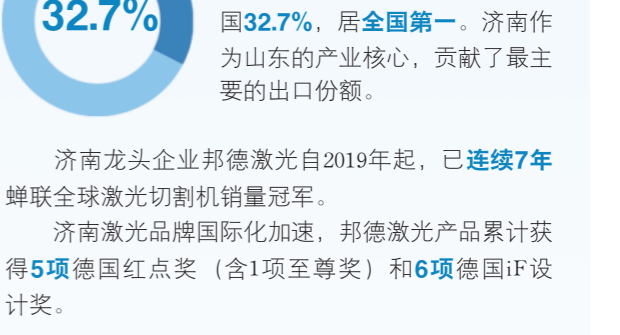 32.7%
国32.7%，居全国第一。济南作
为山东的产业核心，贡献了最主
要的出口份额。
济南龙头企业邦德激光自2019年起，已连续7年
蝉联全球激光切割机销量冠军。
济南激光品牌国际化加速，邦德激光产品累计获
得5项德国红点奖（含1项至尊奖）和6项德国iF设
计奖。